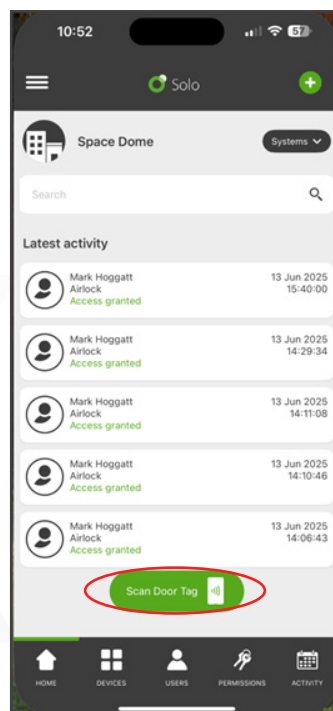 10:52
57
Solo
Space Dome
Systems
Search
Latest activity
Mark Hoggatt
13 Jun 2025
Airlock
15:40:00
Access granted
Mark Hoggatt
13 Jun 2025
Airlock
14:29:34
Access granted
Mark Hoggatt
13 Jun 2025
Airlock
14:11:08
Access granted
Mark Hoggatt
13 Jun 2025
Airlock
14:10:46
Access granted
Mark Hoggatt
13 Jun 2025
Airlock
14:06:43
Access granted
Scan Door Tag
HOME DEVICES USERS PERMISSIONS ACTIVITY